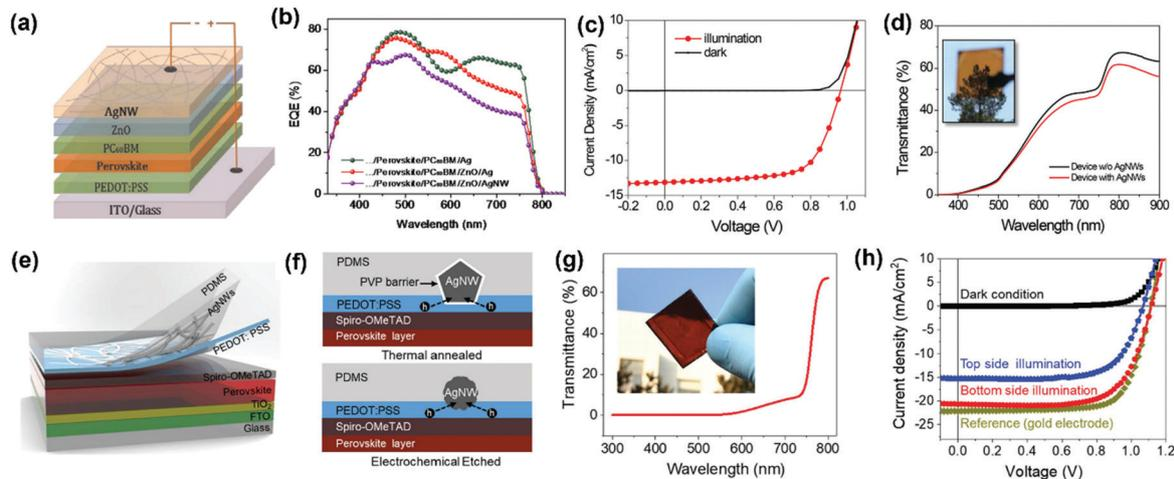 (a)
- +
AgNW
ZnO
PC₆₀BM
Perovskite
PEDOT:PSS
ITO/Glass
(b)
EQE (%)
80
60
40
20
0
400 500 600 700 800
Wavelength (nm)
.../Perovskite/PC₆₀BM/Ag
.../Perovskite/PC₆₀BM/ZnO/Ag
.../Perovskite/PC₆₀BM/ZnO/AgNW
(c)
Current Density (mA/cm²)
10
5
0
-5
-10
-15
-0.2 0.0 0.2 0.4 0.6 0.8 1.0
Voltage (V)
illumination
dark
(d)
Transmittance (%)
80
60
40
20
0
400 500 600 700 800 900
Wavelength (nm)
Device w/o AgNWs
Device with AgNWs
(e)
PDMS
AgNWs
PEDOT: PSS
Spiro-OMeTAD
Perovskite
TiO₂
FTO
Glass
(f)
PDMS
PVP barrier
AgNW
PEDOT:PSS
h h
Spiro-OMeTAD
Perovskite layer
Thermal annealed
PDMS
AgNW
PEDOT:PSS
h h
Spiro-OMeTAD
Perovskite layer
Electrochemical Etched
(g)
Transmittance (%)
60
40
20
0
300 400 500 600 700 800
Wavelength (nm)
(h)
Current density (mA/cm²)
10
5
0
-5
-10
-15
-20
-25
0.0 0.2 0.4 0.6 0.8 1.0 1.2
Voltage (V)
Dark condition
Top side illumination
Bottom side illumination
Reference (gold electrode)